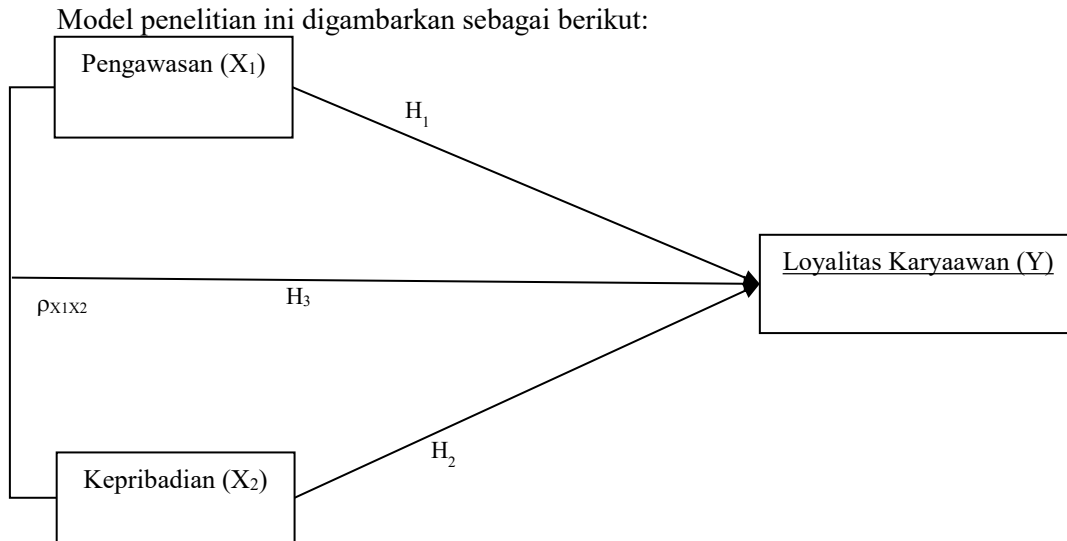 Model penelitian ini digambarkan sebagai berikut:
Pengawasan (X₁)
H₁
Loyalitas Karyaawan (Y)
H₃
ρX1X2
H₂
Kepribadian (X₂)